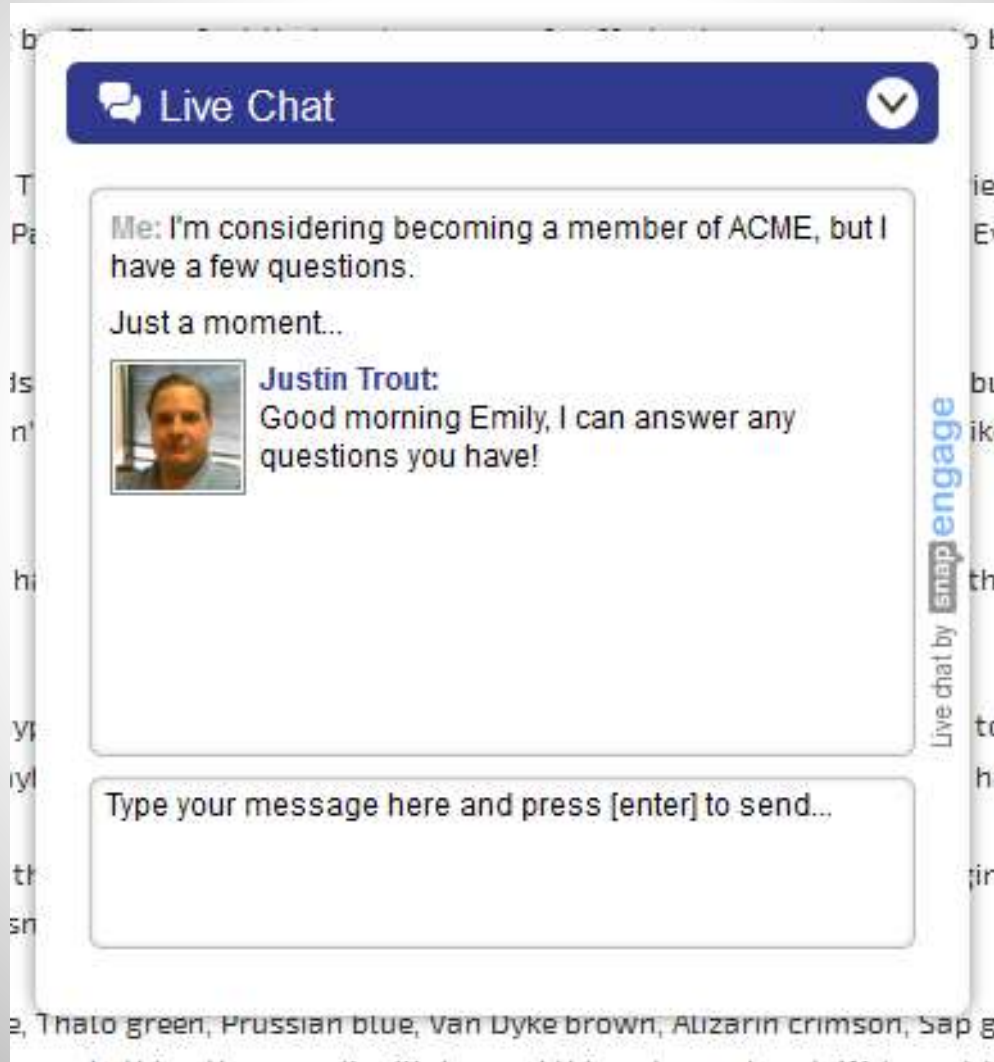 Live Chat
Me: I'm considering becoming a member of ACME, but I
have a few questions.
Just a moment...
Justin Trout:
Good morning Emily, I can answer any
questions you have!
Live chat by snapengage
Type your message here and press [enter] to send...
Thalo green, Prussian blue, Van Dyke brown, Alizarin crimson, Sap